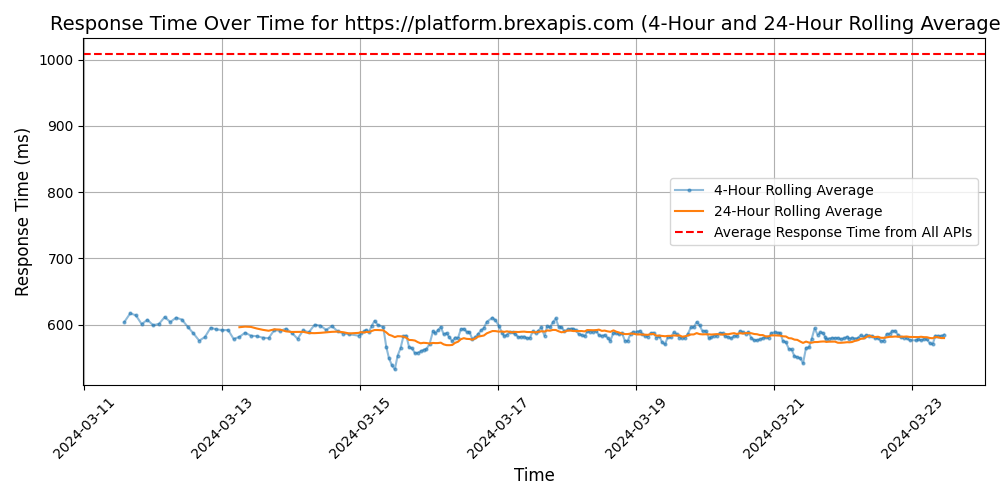 Response Time Over Time for https://platform.brexapis.com (4-Hour and 24-Hour Rolling Average
Response Time (ms)
1000
900
800
700
600
4-Hour Rolling Average
24-Hour Rolling Average
Average Response Time from All APIs
2024-03-11
2024-03-13
2024-03-15
2024-03-17
2024-03-19
2024-03-21
2024-03-23
Time